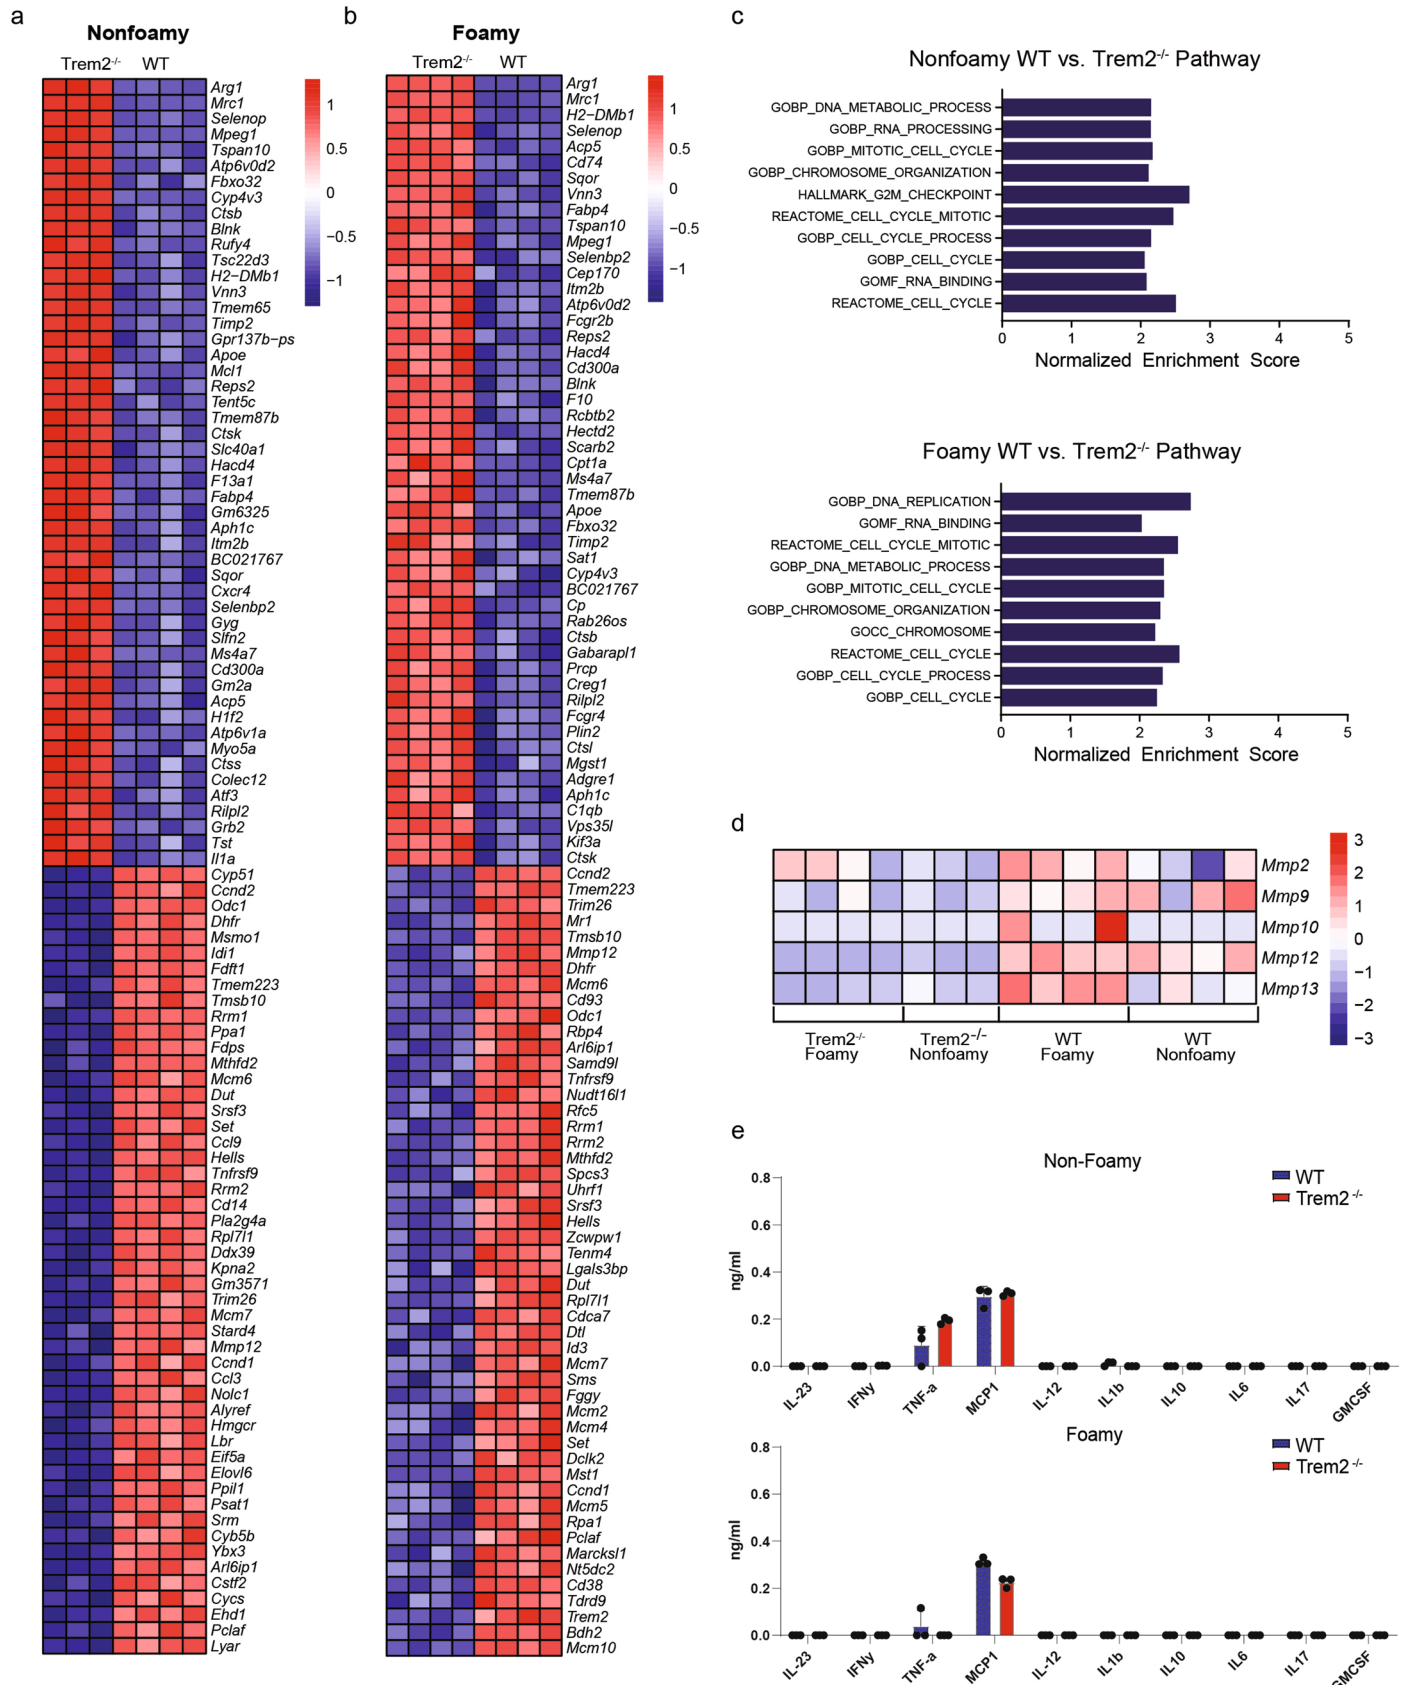 a
Nonfoamy
Trem2-/- WT
Arg1
Mrc1
Selenop
Mpeg1
Tspan10
Atp6v0d2
Fbxo32
Cyp4v3
Ctsb
Blnk
Rufy4
Tsc22d3
H2-DMb1
Vnn3
Tmem65
Timp2
Gpr137b-ps
Apoe
Mcl1
Reps2
Tent5c
Tmem87b
Ctsk
Slc40a1
Hacd4
F13a1
Fabp4
Gm6325
Aph1c
Itm2b
BC021767
Sqor
Cxcr4
Selenbp2
Gyg
Slfn2
Ms4a7
Cd300a
Gm2a
Acp5
H1f2
Atp6v1a
Myo5a
Ctss
Colec12
Atf3
Rilpl2
Grb2
Tst
Il1a
Cyp51
Ccnd2
Odc1
Dhfr
Msmo1
Idi1
Fdft1
Tmem223
Tmsb10
Rrm1
Ppa1
Fdps
Mthfd2
Mcm6
Dut
Srsf3
Set
Ccl9
Hells
Tnfrsf9
Rrm2
Cd14
Pla2g4a
Rpl7l1
Ddx39
Kpna2
Gm3571
Trim26
Mcm7
Stard4
Mmp12
Ccnd1
Ccl3
Nolc1
Alyref
Hmgcr
Lbr
Eif5a
Elovl6
Ppil1
Psat1
Srm
Cyb5b
Ybx3
Arl6ip1
Cstf2
Cycs
Ehd1
Pclaf
Lyar
1
0.5
0
−0.5
−1
b
Foamy
Trem2-/- WT
Arg1
Mrc1
H2-DMb1
Selenop
Acp5
Cd74
Sqor
Vnn3
Fabp4
Tspan10
Mpeg1
Selenbp2
Cep170
Itm2b
Atp6v0d2
Fcgr2b
Reps2
Hacd4
Cd300a
Blnk
F10
Rcbtb2
Hectd2
Scarb2
Cpt1a
Ms4a7
Tmem87b
Apoe
Fbxo32
Timp2
Sat1
Cyp4v3
BC021767
Cp
Rab26os
Ctsb
Gabarapl1
Prcp
Creg1
Rilpl2
Fcgr4
Plin2
Ctsl
Mgst1
Adgre1
Aph1c
C1qb
Vps35l
Kif3a
Ctsk
Ccnd2
Tmem223
Trim26
Mr1
Tmsb10
Mmp12
Dhfr
Mcm6
Cd93
Odc1
Rbp4
Arl6ip1
Samd9l
Tnfrsf9
Nudt16l1
Rfc5
Rrm1
Rrm2
Mthfd2
Spcs3
Uhrf1
Srsf3
Hells
Zcwpw1
Tenm4
Lgals3bp
Dut
Rpl7l1
Cdca7
Dtl
Id3
Mcm7
Sms
Fggy
Mcm2
Mcm4
Set
Dclk2
Mst1
Ccnd1
Mcm5
Rpa1
Pclaf
Marcksl1
Nt5dc2
Cd38
Tdrd9
Trem2
Bdh2
Mcm10
1
0.5
0
−0.5
−1
c
Nonfoamy WT vs. Trem2-/- Pathway
GOBP_DNA_METABOLIC_PROCESS
GOBP_RNA_PROCESSING
GOBP_MITOTIC_CELL_CYCLE
GOBP_CHROMOSOME_ORGANIZATION
HALLMARK_G2M_CHECKPOINT
REACTOME_CELL_CYCLE_MITOTIC
GOBP_CELL_CYCLE_PROCESS
GOBP_CELL_CYCLE
GOMF_RNA_BINDING
REACTOME_CELL_CYCLE
0 1 2 3 4 5
Normalized Enrichment Score
Foamy WT vs. Trem2-/- Pathway
GOBP_DNA_REPLICATION
GOMF_RNA_BINDING
REACTOME_CELL_CYCLE_MITOTIC
GOBP_DNA_METABOLIC_PROCESS
GOBP_MITOTIC_CELL_CYCLE
GOBP_CHROMOSOME_ORGANIZATION
GOCC_CHROMOSOME
REACTOME_CELL_CYCLE
GOBP_CELL_CYCLE_PROCESS
GOBP_CELL_CYCLE
0 1 2 3 4 5
Normalized Enrichment Score
d
Mmp2
Mmp9
Mmp10
Mmp12
Mmp13
3
2
1
0
−1
−2
−3
Trem2-/- Trem2-/- WT WT
Foamy Nonfoamy Foamy Nonfoamy
e
Non-Foamy
WT
Trem2 -/-
ng/ml
0.8
0.6
0.4
0.2
0.0
IL-23 IFNy TNF-a MCP1 IL-12 IL1b IL10 IL6 IL17 GMCSF
Foamy
WT
Trem2 -/-
ng/ml
0.8
0.6
0.4
0.2
0.0
IL-23 IFNy TNF-a MCP1 IL-12 IL1b IL10 IL6 IL17 GMCSF